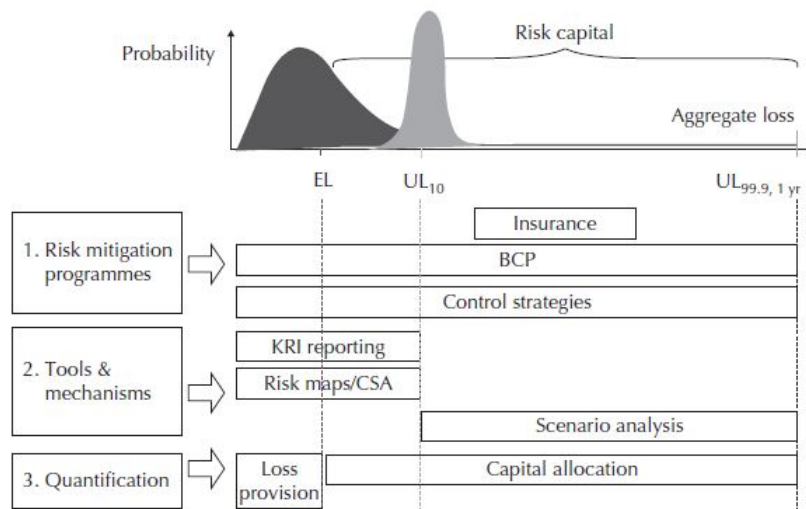 Risk capital
Probability
Aggregate loss
EL
UL10
UL99.9, 1 yr
1. Risk mitigation
programmes
Insurance
BCP
Control strategies
2. Tools &
mechanisms
KRI reporting
Risk maps/CSA
Scenario analysis
3. Quantification
Loss
provision
Capital allocation